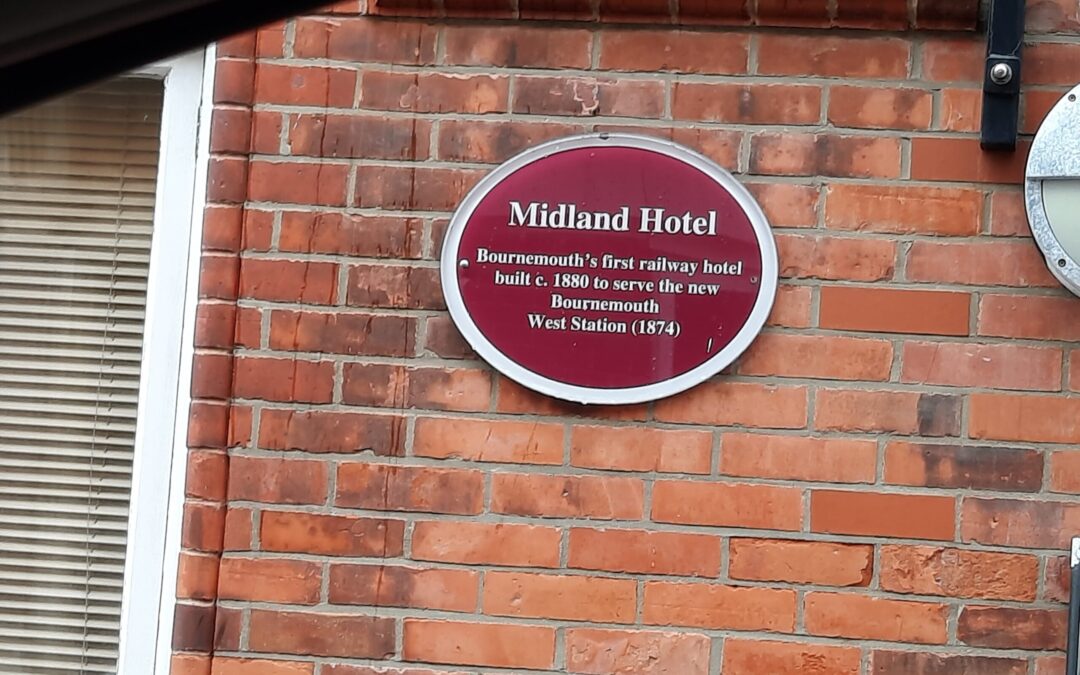 Midland Hotel
Bournemouth's first railway hotel
built c. 1880 to serve the new
Bournemouth
West Station (1874)